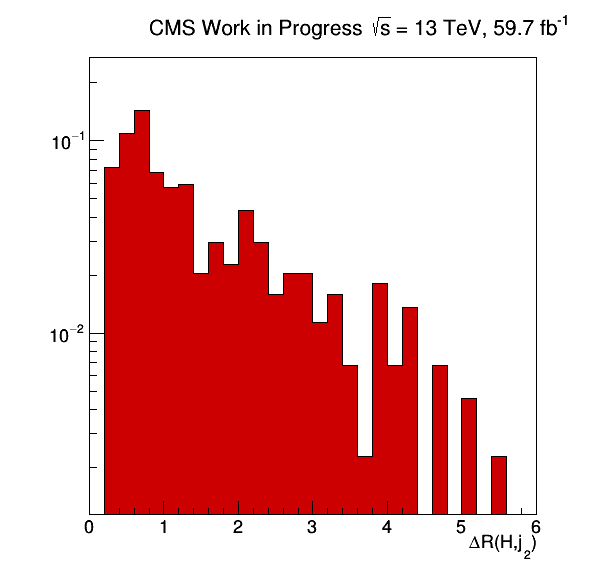 CMS Work in Progress √s = 13 TeV, 59.7 fb⁻¹
10⁻¹
10⁻²
0 1 2 3 4 5 6
ΔR(H,j₂)